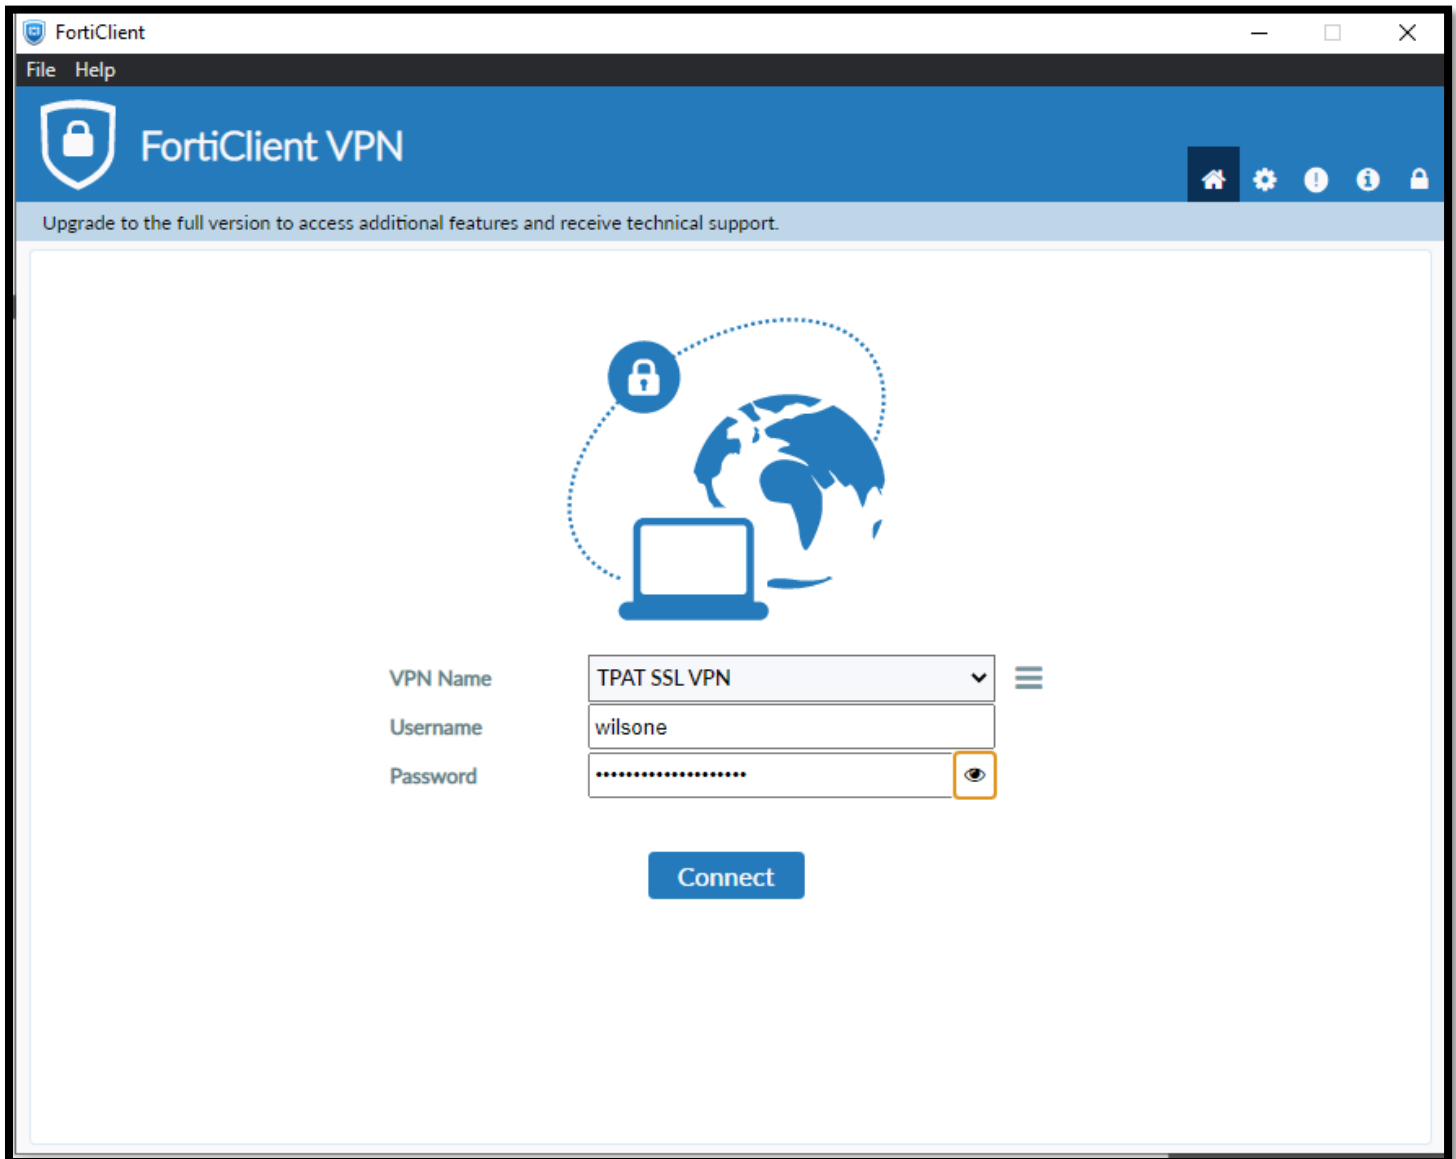 FortiClient
File Help
FortiClient VPN
Upgrade to the full version to access additional features and receive technical support.
VPN Name TPAT SSL VPN
Username wilsone
Password ••••••••••••••••••••
Connect